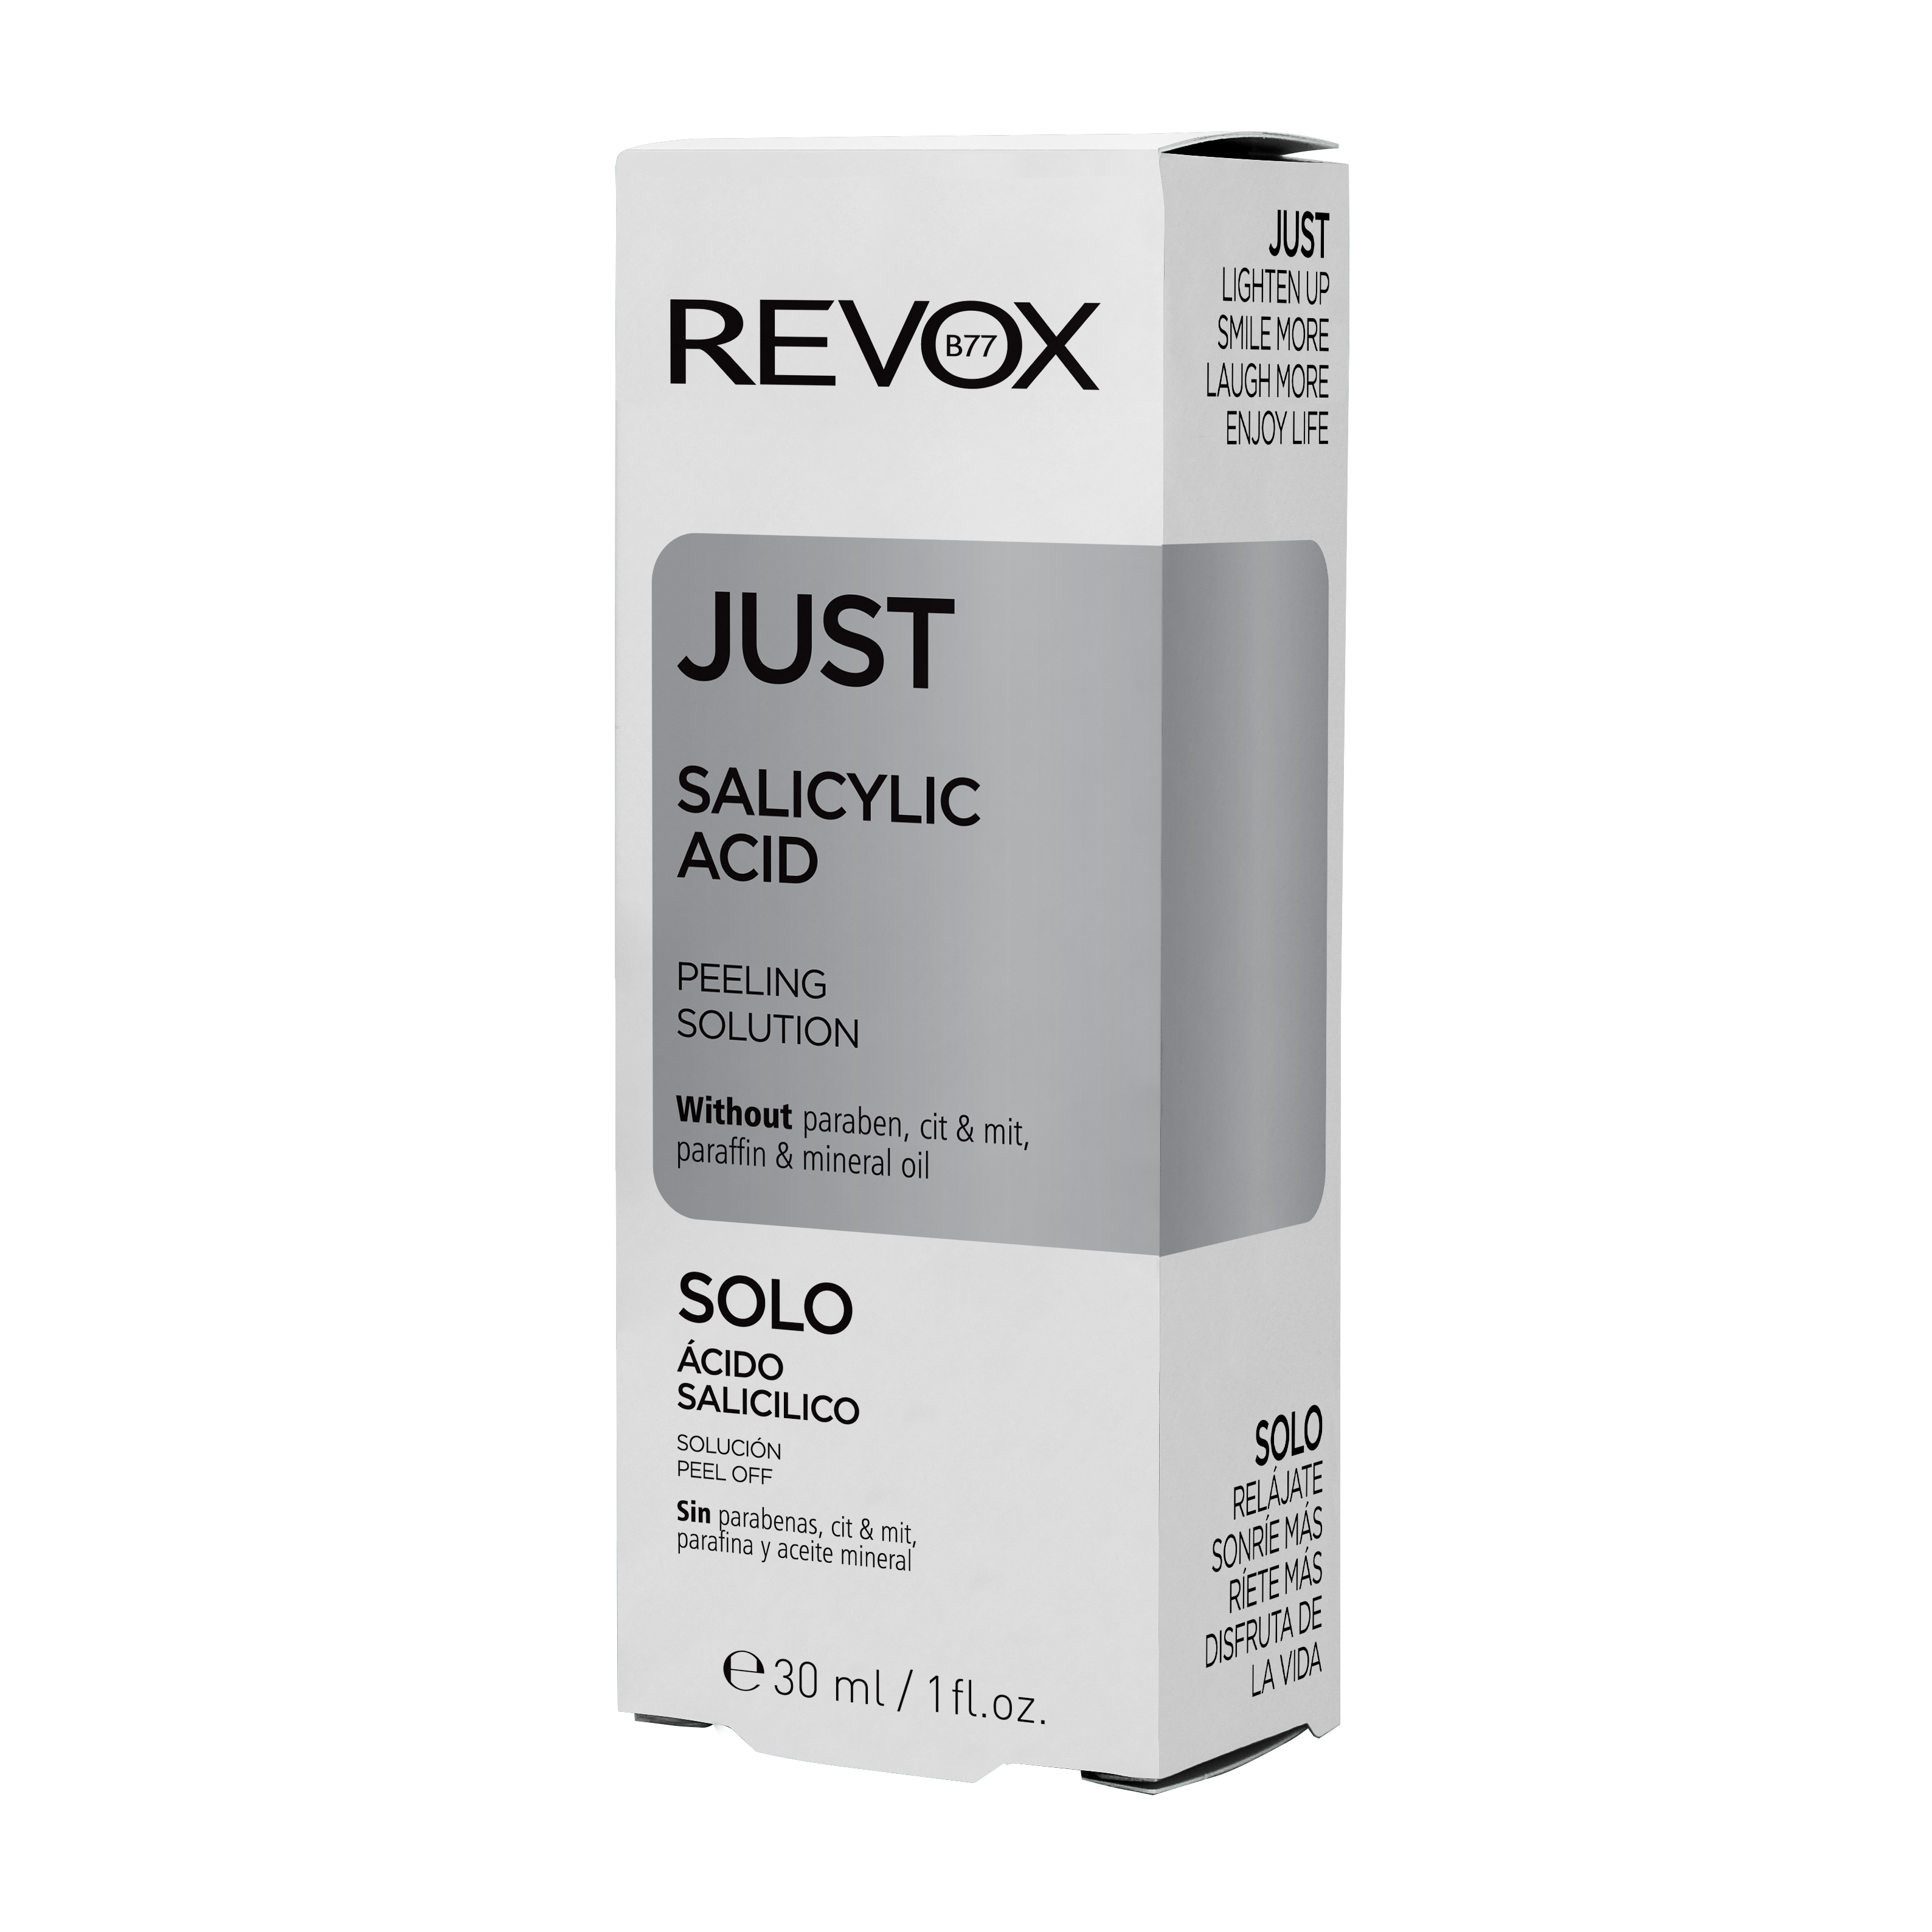 REVOX
B77
JUST
SALICYLIC
ACID
PEELING
SOLUTION
Without paraben, cit & mit,
paraffin & mineral oil
SOLO
ÁCIDO
SALICILICO
SOLUCIÓN
PEEL OFF
Sin parabenas, cit & mit,
parafina y aceite mineral
℮30 ml / 1fl.oz.
JUST
LIGHTEN UP
SMILE MORE
LAUGH MORE
ENJOY LIFE
SOLO
RELÁJATE
SONRÍE MÁS
RÍETE MÁS
DISFRUTA DE
LA VIDA